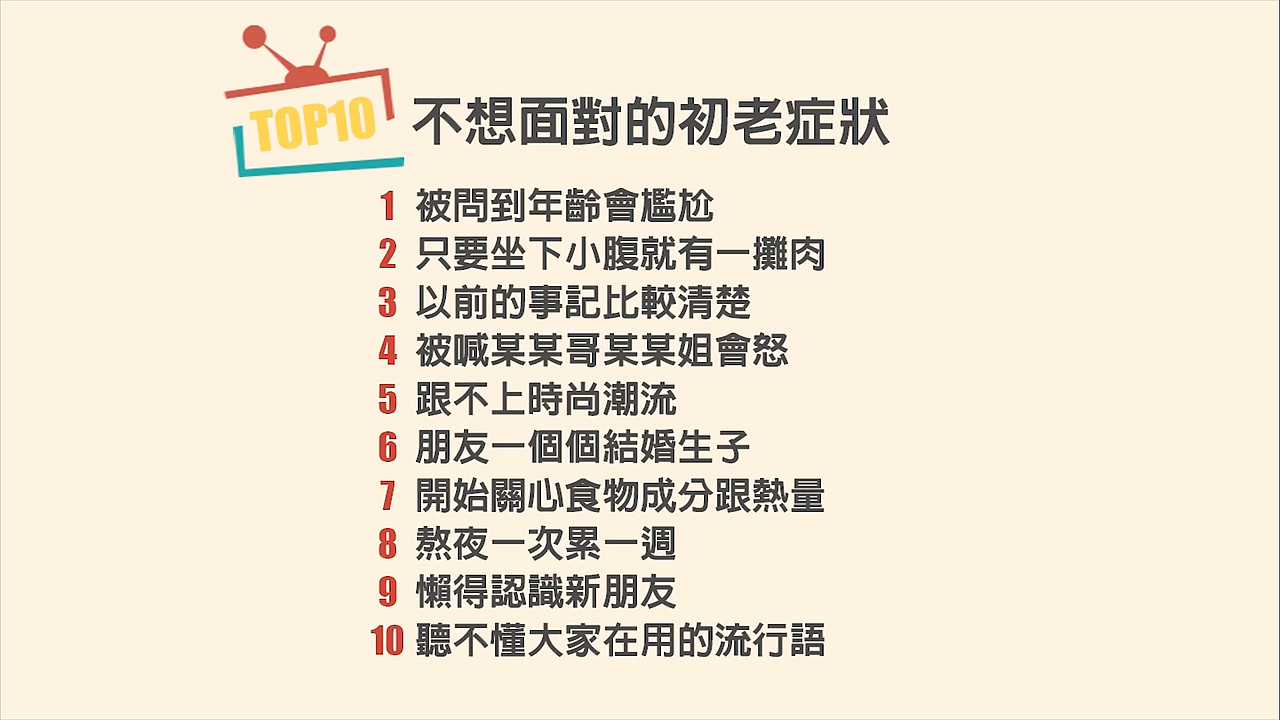 TOP10 不想面對的初老症狀
1 被問到年齡會尷尬
2 只要坐下小腹就有一攤肉
3 以前的事記比較清楚
4 被喊某某哥某某姐會怒
5 跟不上時尚潮流
6 朋友一個個結婚生子
7 開始關心食物成分跟熱量
8 熬夜一次累一週
9 懶得認識新朋友
10 聽不懂大家在用的流行語